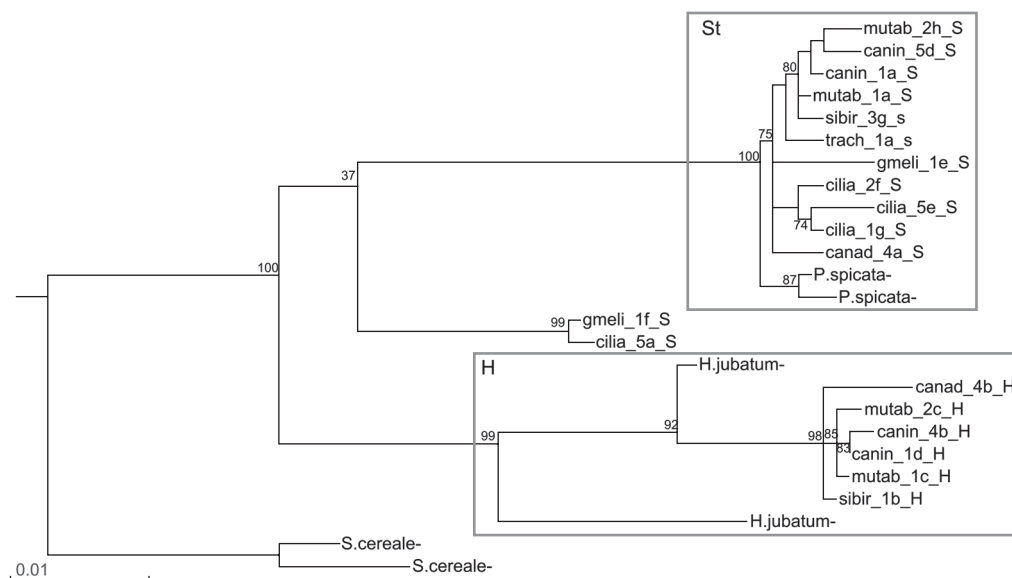 St
mutab_2h_S
canin_5d_S
80
canin_1a_S
mutab_1a_S
sibir_3g_s
75
trach_1a_s
100
gmeli_1e_S
37
cilia_2f_S
cilia_5e_S
74
cilia_1g_S
canad_4a_S
100
P.spicata-
87
P.spicata-
99
gmeli_1f_S
cilia_5a_S
H
H.jubatum-
canad_4b_H
mutab_2c_H
92
canin_4b_H
99
98
85
83
canin_1d_H
mutab_1c_H
sibir_1b_H
H.jubatum-
S.cereale-
S.cereale-
0.01